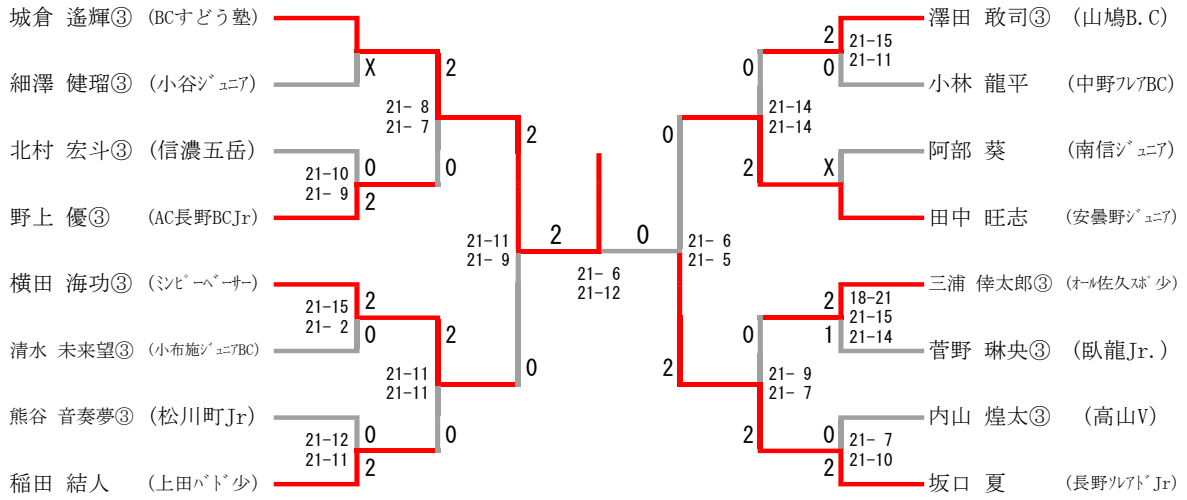 城倉 遙輝③ (BCすどう塾)
X
細澤 健瑠③ (小谷ジュニア)
2
21- 8
21- 7
0
北村 宏斗③ (信濃五岳)
0
21-10
21- 9
2
野上 優③ (AC長野BCJr)
2
21-11
21- 9
0
横田 海功③ (ミンピーベーサー)
2
21-15
21- 2
0
清水 未来望③ (小布施ジュニアBC)
2
21-11
21-11
0
熊谷 音奏夢③ (松川町Jr)
0
21-12
21-11
2
稲田 結人 (上田バド少)
2
0
21- 6
21-12
澤田 敢司③ (山鳩B.C)
2
21-15
21-11
0
小林 龍平 (中野フレアBC)
0
21-14
21-14
2
阿部 葵 (南信ジュニア)
X
田中 旺志 (安曇野ジュニア)
0
21- 6
21- 5
2
三浦 倖太郎③ (オール佐久スポ少)
2
18-21
21-15
21-14
1
菅野 琳央③ (臥龍Jr.)
0
21- 9
21- 7
2
内山 煌太③ (高山V)
0
21- 7
21-10
2
坂口 夏 (長野ソレアドJr)